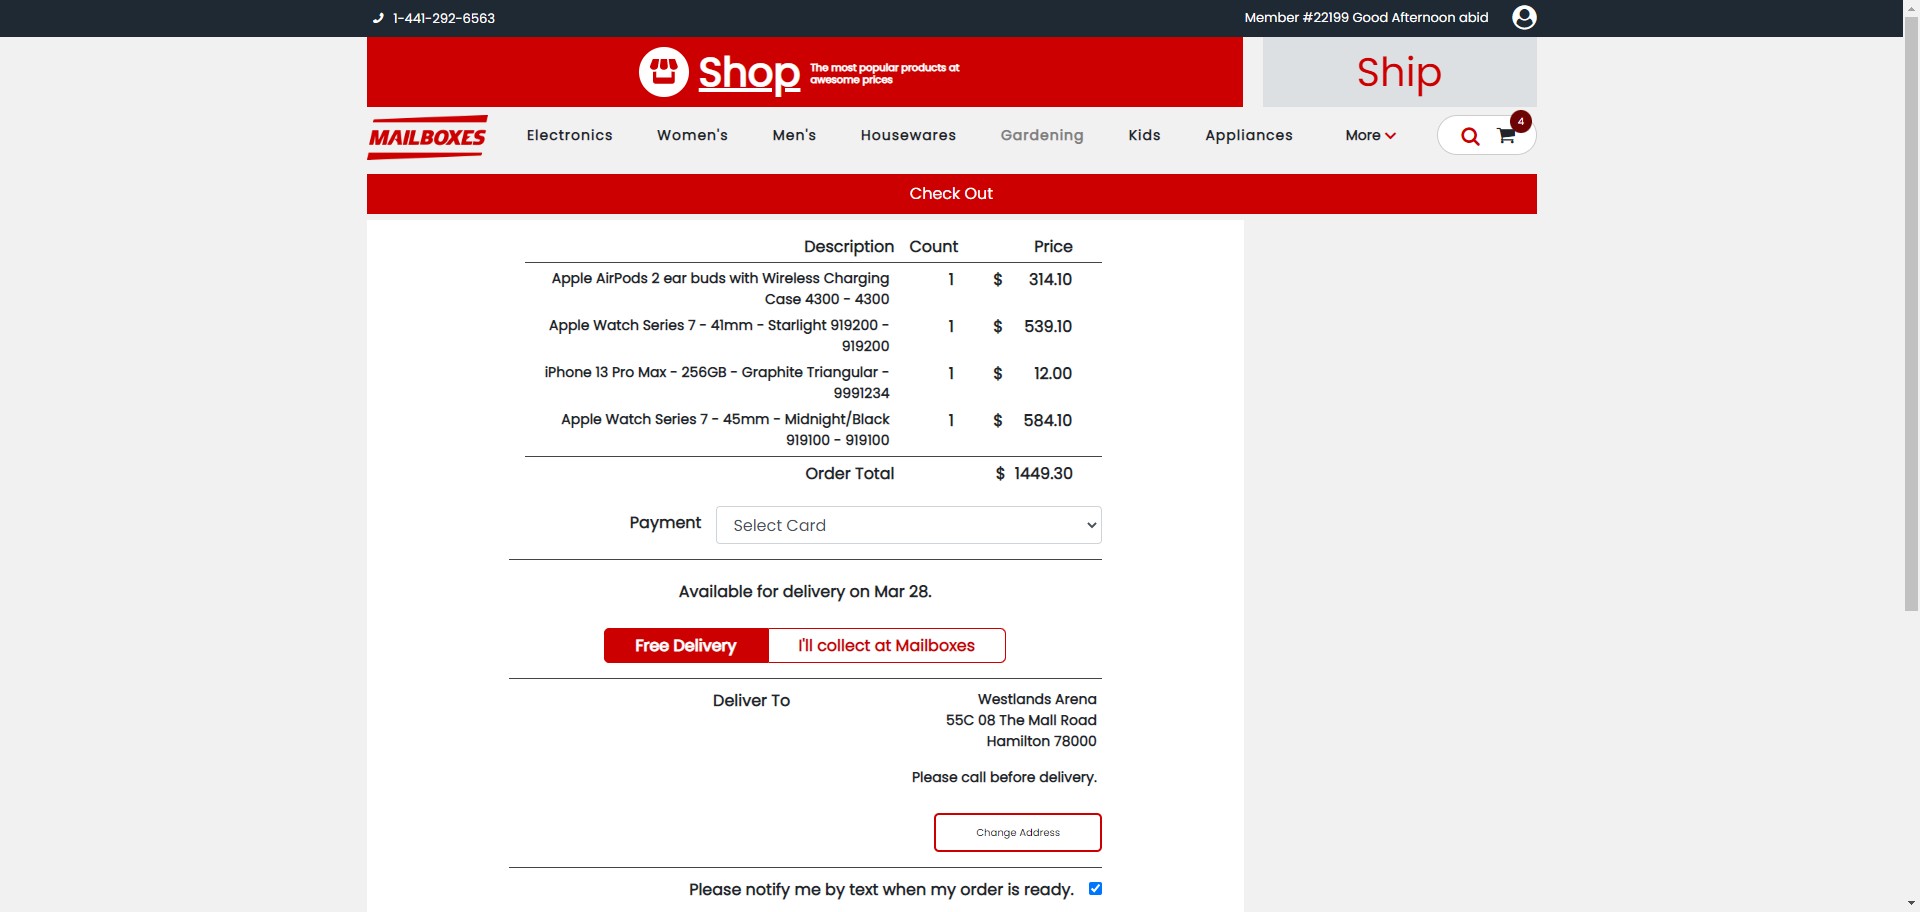 1-441-292-6563
Member #22199 Good Afternoon abid
Shop
The most popular products at
awesome prices
Ship
MAILBOXES
Electronics Women's Men's Housewares Gardening Kids Appliances More
4
Check Out
Description Count Price
Apple AirPods 2 ear buds with Wireless Charging 1 $ 314.10
Case 4300 - 4300
Apple Watch Series 7 - 41mm - Starlight 919200 - 1 $ 539.10
919200
iPhone 13 Pro Max - 256GB - Graphite Triangular - 1 $ 12.00
9991234
Apple Watch Series 7 - 45mm - Midnight/Black 1 $ 584.10
919100 - 919100
Order Total $ 1449.30
Payment Select Card
Available for delivery on Mar 28.
Free Delivery I'll collect at Mailboxes
Deliver To Westlands Arena
55C 08 The Mall Road
Hamilton 78000
Please call before delivery.
Change Address
Please notify me by text when my order is ready.